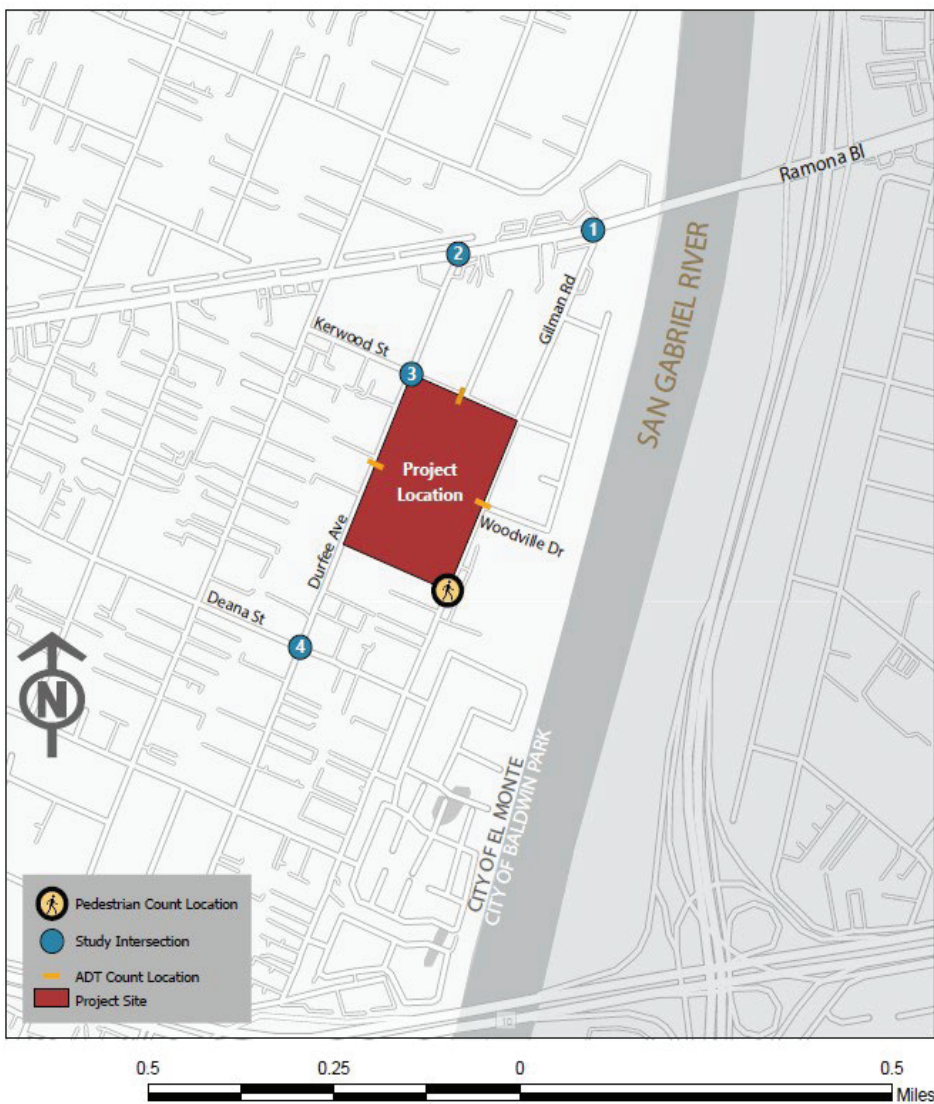 Ramona Bl
1
2
SAN GABRIEL RIVER
Gilman Rd
Kerwood St
3
Project
Location
Woodville Dr
Durfee Ave
Deana St
4
N
CITY OF EL MONTE
CITY OF BALDWIN PARK
Pedestrian Count Location
Study Intersection
ADT Count Location
Project Site
10
0.5 0.25 0 0.5
Miles